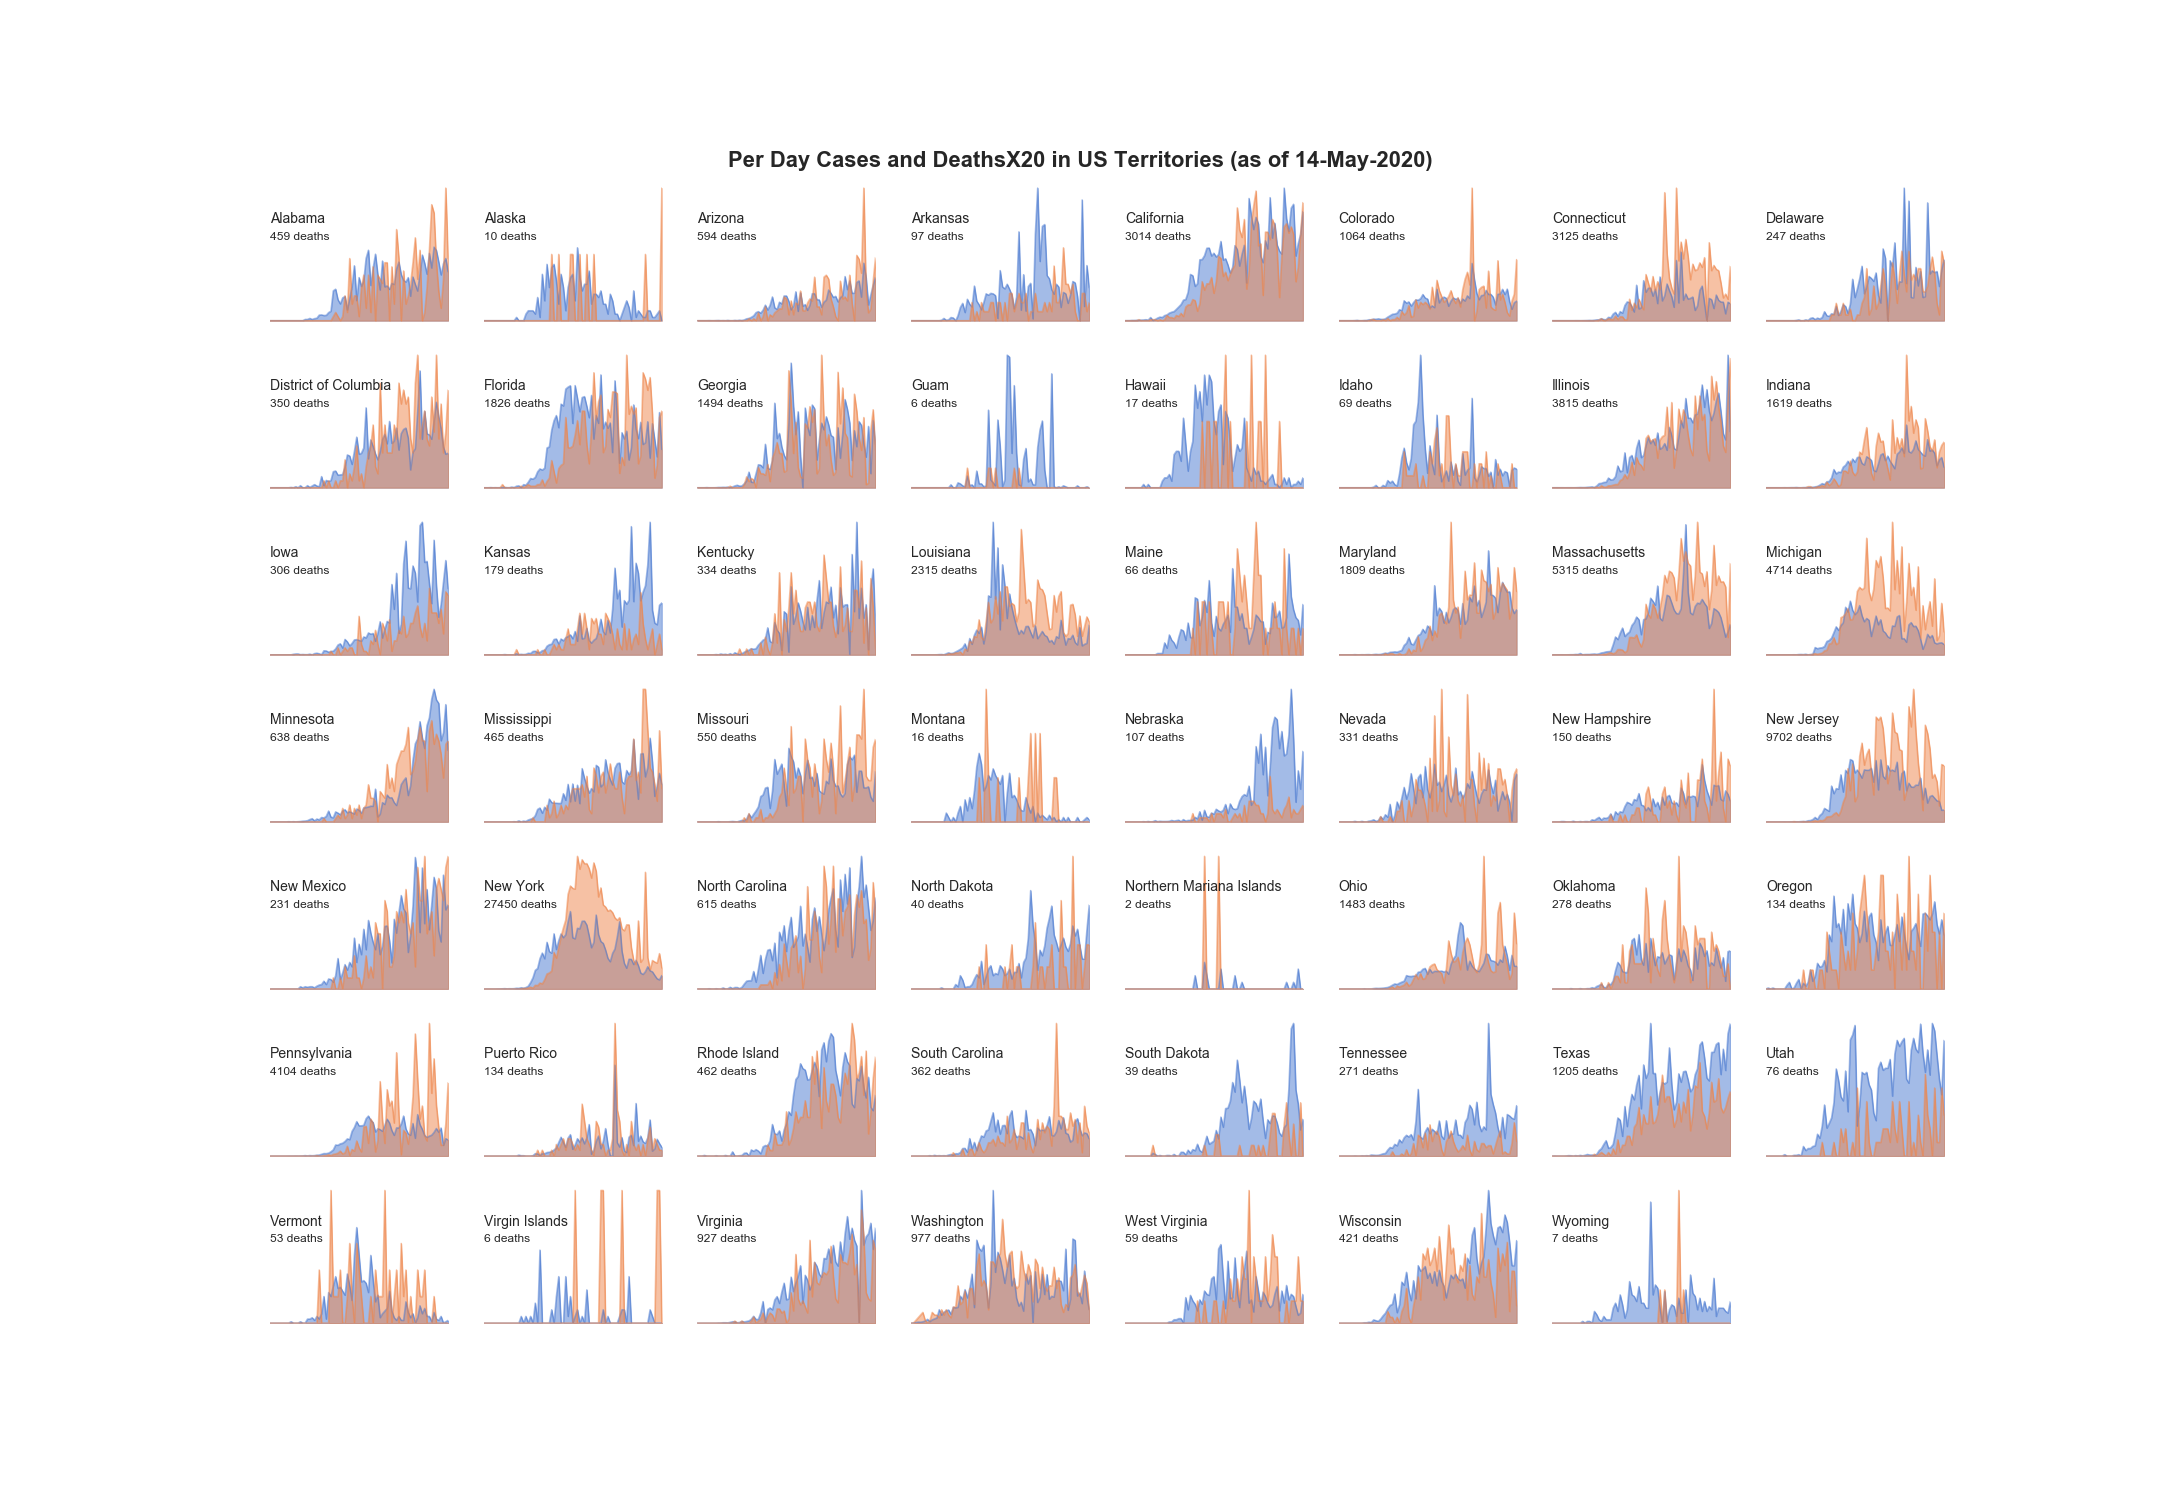 Per Day Cases and DeathsX20 in US Territories (as of 14-May-2020)
Alabama
459 deaths
Alaska
10 deaths
Arizona
594 deaths
Arkansas
97 deaths
California
3014 deaths
Colorado
1064 deaths
Connecticut
3125 deaths
Delaware
247 deaths
District of Columbia
350 deaths
Florida
1826 deaths
Georgia
1494 deaths
Guam
6 deaths
Hawaii
17 deaths
Idaho
69 deaths
Illinois
3815 deaths
Indiana
1619 deaths
Iowa
306 deaths
Kansas
179 deaths
Kentucky
334 deaths
Louisiana
2315 deaths
Maine
66 deaths
Maryland
1809 deaths
Massachusetts
5315 deaths
Michigan
4714 deaths
Minnesota
638 deaths
Mississippi
465 deaths
Missouri
550 deaths
Montana
16 deaths
Nebraska
107 deaths
Nevada
331 deaths
New Hampshire
150 deaths
New Jersey
9702 deaths
New Mexico
231 deaths
New York
27450 deaths
North Carolina
615 deaths
North Dakota
40 deaths
Northern Mariana Islands
2 deaths
Ohio
1483 deaths
Oklahoma
278 deaths
Oregon
134 deaths
Pennsylvania
4104 deaths
Puerto Rico
134 deaths
Rhode Island
462 deaths
South Carolina
362 deaths
South Dakota
39 deaths
Tennessee
271 deaths
Texas
1205 deaths
Utah
76 deaths
Vermont
53 deaths
Virgin Islands
6 deaths
Virginia
927 deaths
Washington
977 deaths
West Virginia
59 deaths
Wisconsin
421 deaths
Wyoming
7 deaths